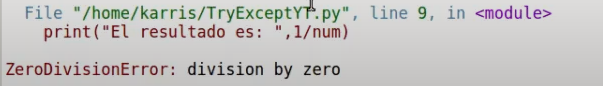 File "/home/karris/TryExceptYT.py", line 9, in <module>
print("El resultado es: ",1/num)
ZeroDivisionError: division by zero